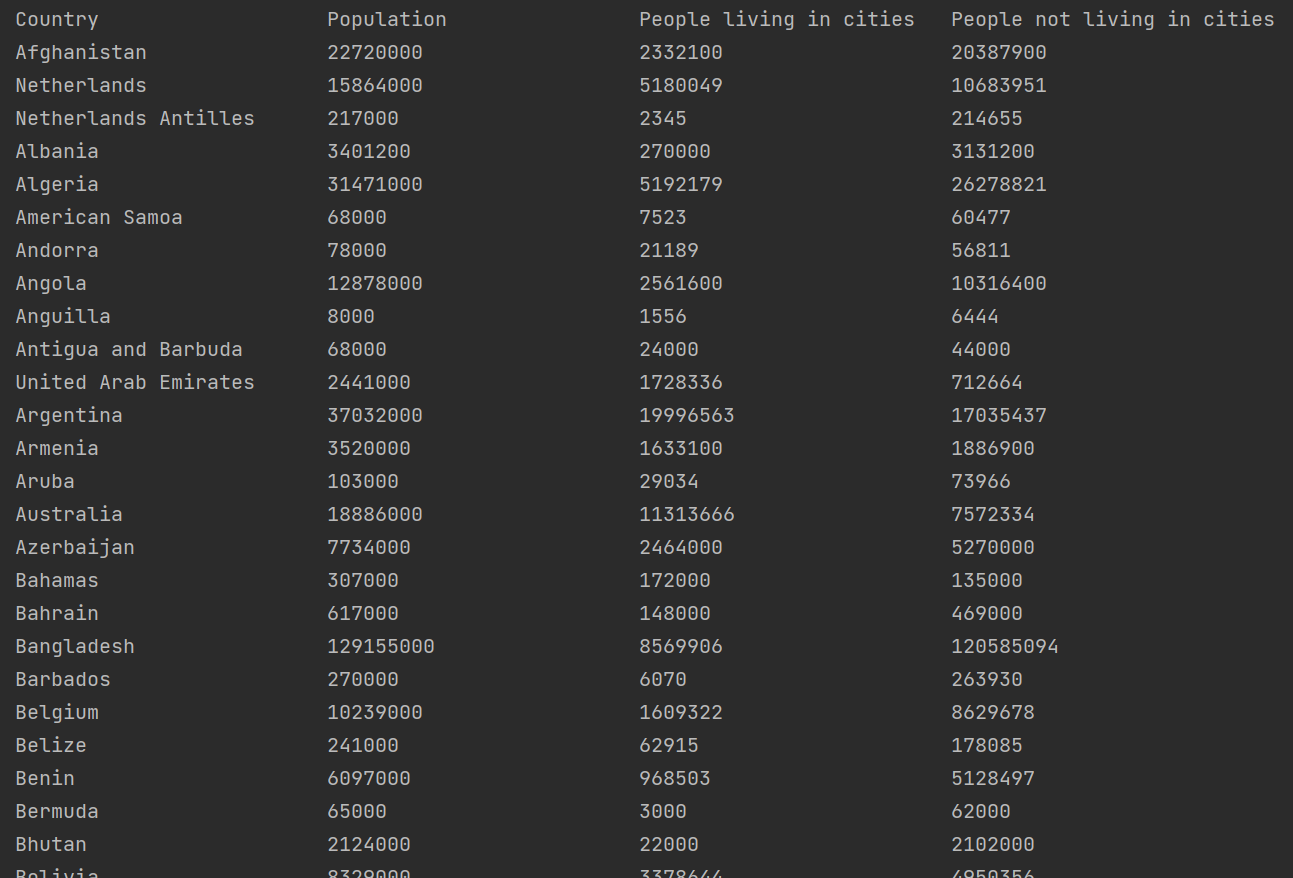 Country Population People living in cities People not living in cities
Afghanistan 22720000 2332100 20387900
Netherlands 15864000 5180049 10683951
Netherlands Antilles 217000 2345 214655
Albania 3401200 270000 3131200
Algeria 31471000 5192179 26278821
American Samoa 68000 7523 60477
Andorra 78000 21189 56811
Angola 12878000 2561600 10316400
Anguilla 8000 1556 6444
Antigua and Barbuda 68000 24000 44000
United Arab Emirates 2441000 1728336 712664
Argentina 37032000 19996563 17035437
Armenia 3520000 1633100 1886900
Aruba 103000 29034 73966
Australia 18886000 11313666 7572334
Azerbaijan 7734000 2464000 5270000
Bahamas 307000 172000 135000
Bahrain 617000 148000 469000
Bangladesh 129155000 8569906 120585094
Barbados 270000 6070 263930
Belgium 10239000 1609322 8629678
Belize 241000 62915 178085
Benin 6097000 968503 5128497
Bermuda 65000 3000 62000
Bhutan 2124000 22000 2102000
Bolivia 8329000 3378644 4950356